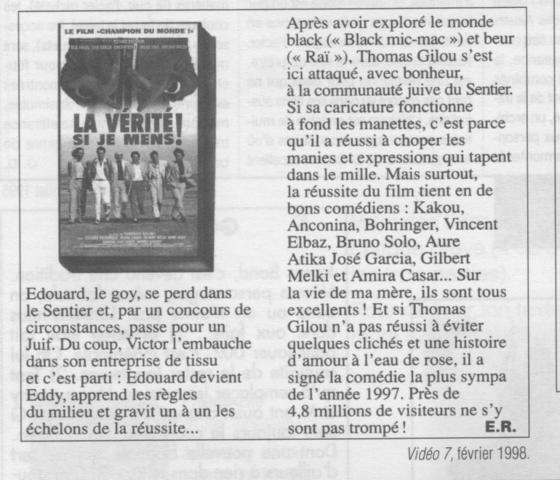 LE FILM «CHAMPION DU MONDE !»
LA VÉRITÉ!
SI JE MENS!
Edouard, le goy, se perd dans
le Sentier et, par un concours de
circonstances, passe pour un
Juif. Du coup, Victor l'embauche
dans son entreprise de tissu
et c'est parti : Edouard devient
Eddy, apprend les règles
du milieu et gravit un à un les
échelons de la réussite...
Après avoir exploré le monde
black (« Black mic-mac ») et beur
(« Raï »), Thomas Gilou s'est
ici attaqué, avec bonheur,
à la communauté juive du Sentier.
Si sa caricature fonctionne
à fond les manettes, c'est parce
qu'il a réussi à choper les
manies et expressions qui tapent
dans le mille. Mais surtout,
la réussite du film tient en de
bons comédiens : Kakou,
Anconina, Bohringer, Vincent
Elbaz, Bruno Solo, Aure
Atika José Garcia, Gilbert
Melki et Amira Casar... Sur
la vie de ma mère, ils sont tous
excellents ! Et si Thomas
Gilou n'a pas réussi à éviter
quelques clichés et une histoire
d'amour à l'eau de rose, il a
signé la comédie la plus sympa
de l'année 1997. Près de
4,8 millions de visiteurs ne s'y
sont pas trompé ! E.R.
Vidéo 7, février 1998.